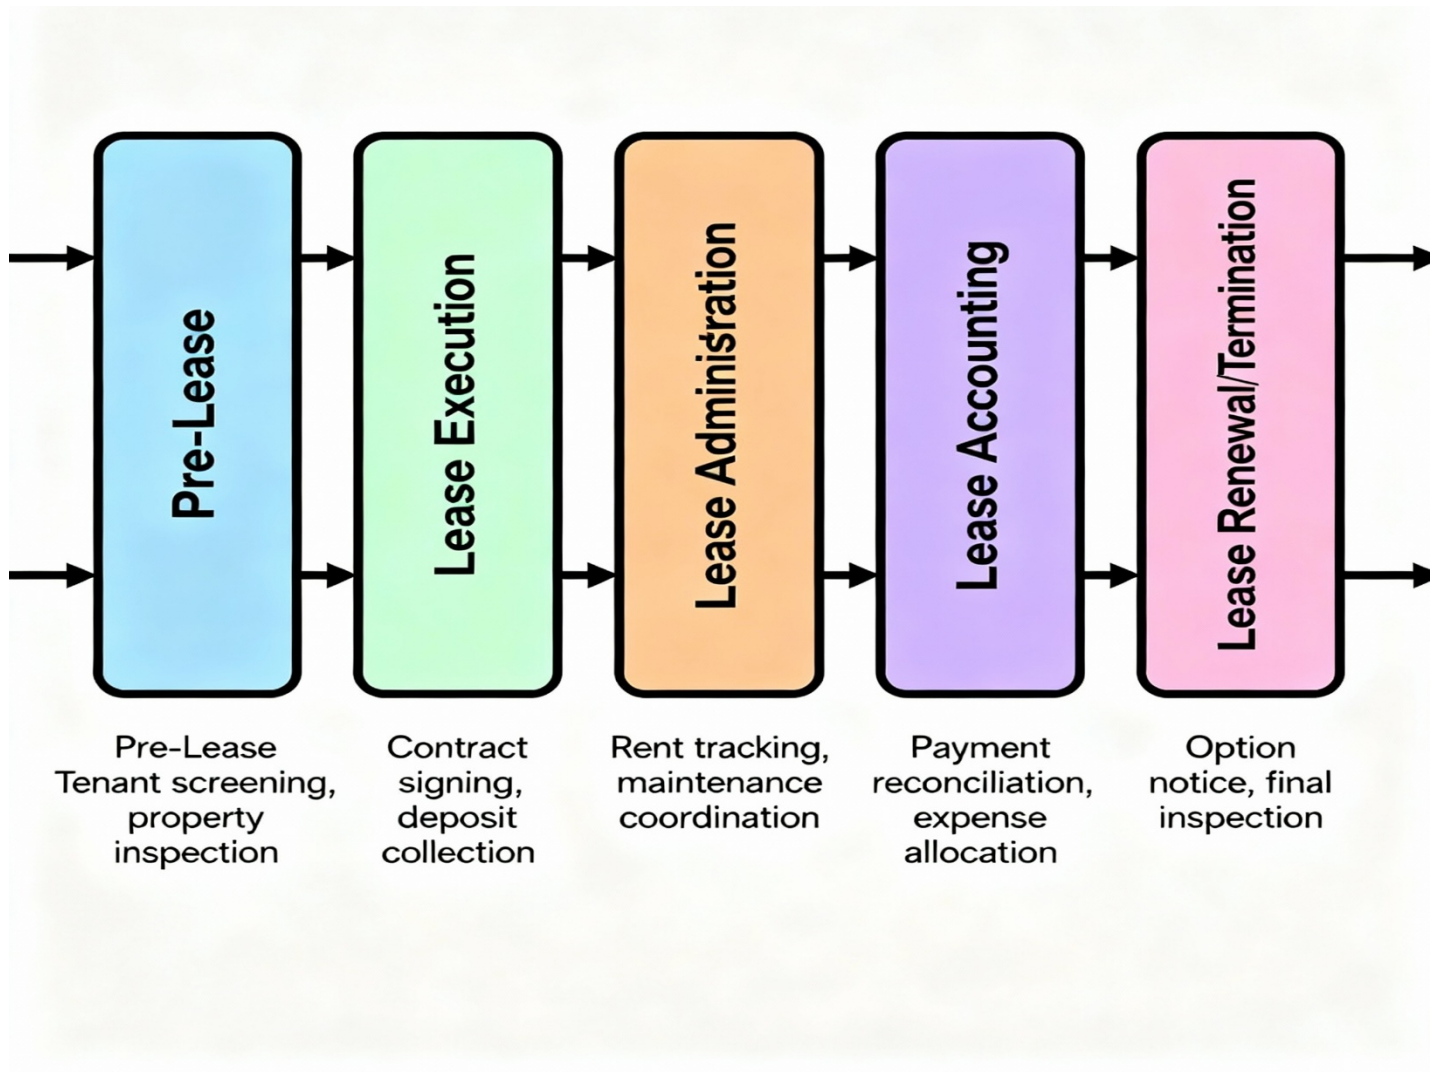 Pre-Lease
Lease Execution
Lease Administration
Lease Accounting
Lease Renewal/Termination
Pre-Lease
Tenant screening,
property
inspection
Contract
signing,
deposit
collection
Rent tracking,
maintenance
coordination
Payment
reconciliation,
expense
allocation
Option
notice, final
inspection